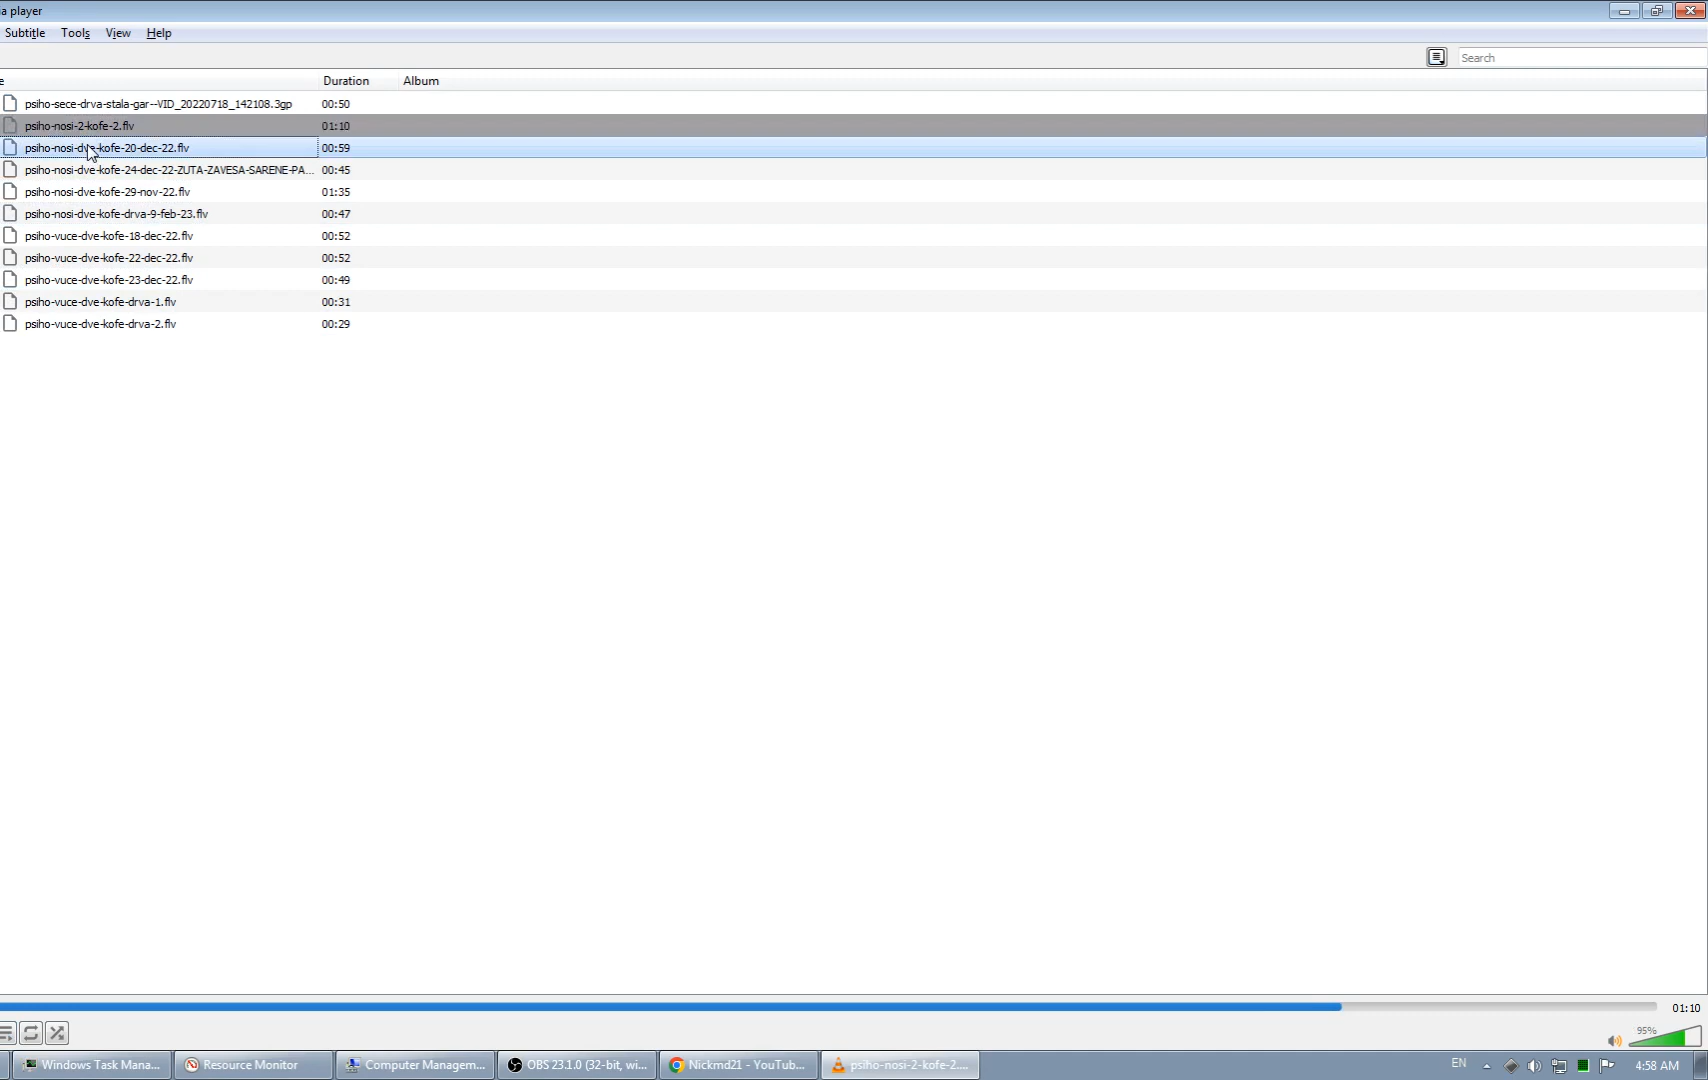 a player
Subtitle Tools View Help
Search
e Duration Album
psiho-sece-drva-stala-gar--VID_20220718_142108.3gp 00:50
psiho-nosi-2-kofe-2.flv 01:10
psiho-nosi-dve-kofe-20-dec-22.flv 00:59
psiho-nosi-dve-kofe-24-dec-22-ZUTA-ZAVESA-SARENE-PA... 00:45
psiho-nosi-dve-kofe-29-nov-22.flv 01:35
psiho-nosi-dve-kofe-drva-9-feb-23.flv 00:47
psiho-vuce-dve-kofe-18-dec-22.flv 00:52
psiho-vuce-dve-kofe-22-dec-22.flv 00:52
psiho-vuce-dve-kofe-23-dec-22.flv 00:49
psiho-vuce-dve-kofe-drva-1.flv 00:31
psiho-vuce-dve-kofe-drva-2.flv 00:29
01:10
95%
Windows Task Mana... Resource Monitor Computer Managem... OBS 23.1.0 (32-bit, wi... Nickmd21 - YouTub... psiho-nosi-2-kofe-2.... EN 4:58 AM